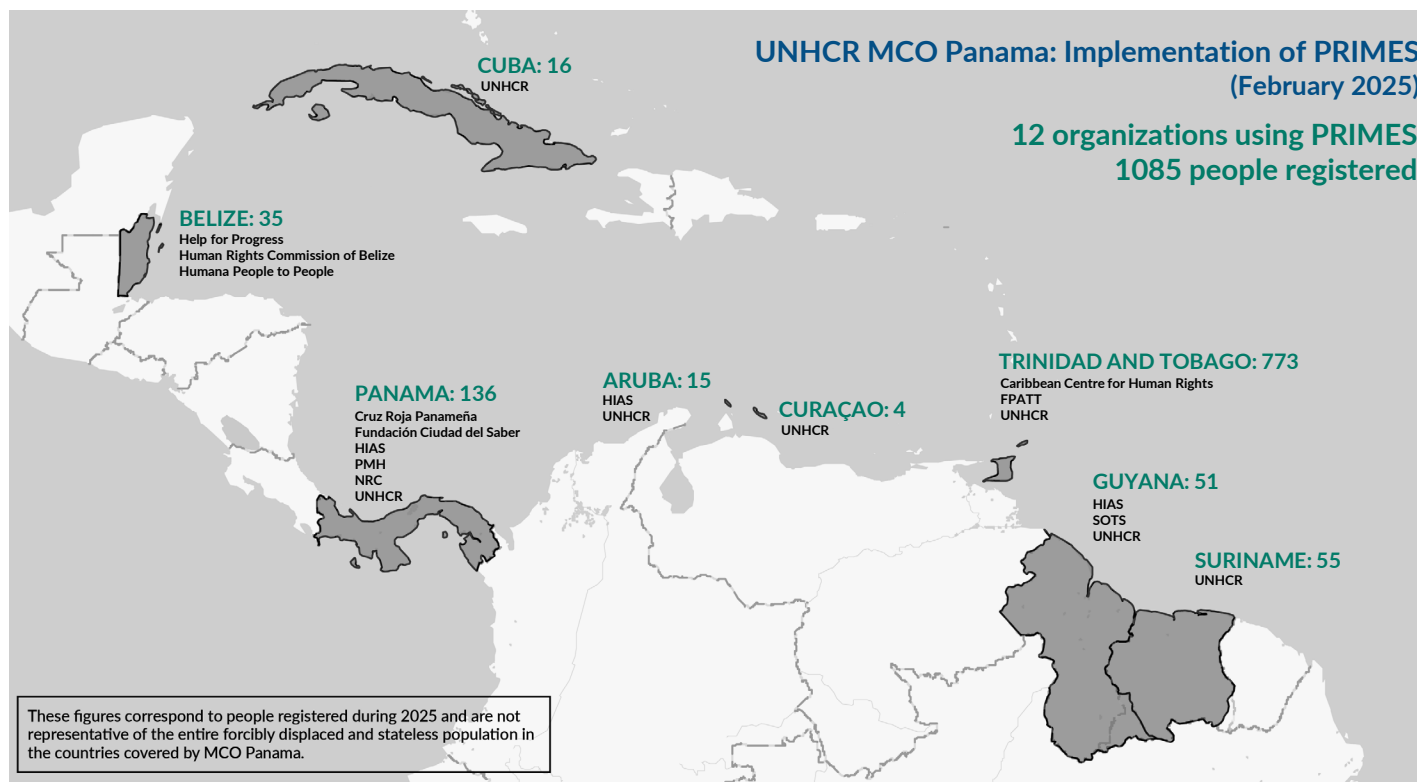 UNHCR MCO Panama: Implementation of PRIMES
(February 2025)
12 organizations using PRIMES
1085 people registered
CUBA: 16
UNHCR
BELIZE: 35
Help for Progress
Human Rights Commission of Belize
Humana People to People
PANAMA: 136
Cruz Roja Panameña
Fundación Ciudad del Saber
HIAS
PMH
NRC
UNHCR
ARUBA: 15
HIAS
UNHCR
CURAÇAO: 4
UNHCR
TRINIDAD AND TOBAGO: 773
Caribbean Centre for Human Rights
FPATT
UNHCR
GUYANA: 51
HIAS
SOTS
UNHCR
SURINAME: 55
UNHCR
These figures correspond to people registered during 2025 and are not
representative of the entire forcibly displaced and stateless population in
the countries covered by MCO Panama.